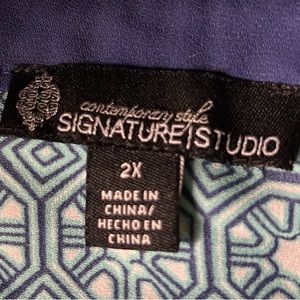 contemporary style
SIGNATURE|STUDIO
2X
MADE IN
CHINA/
HECHO EN
CHINA